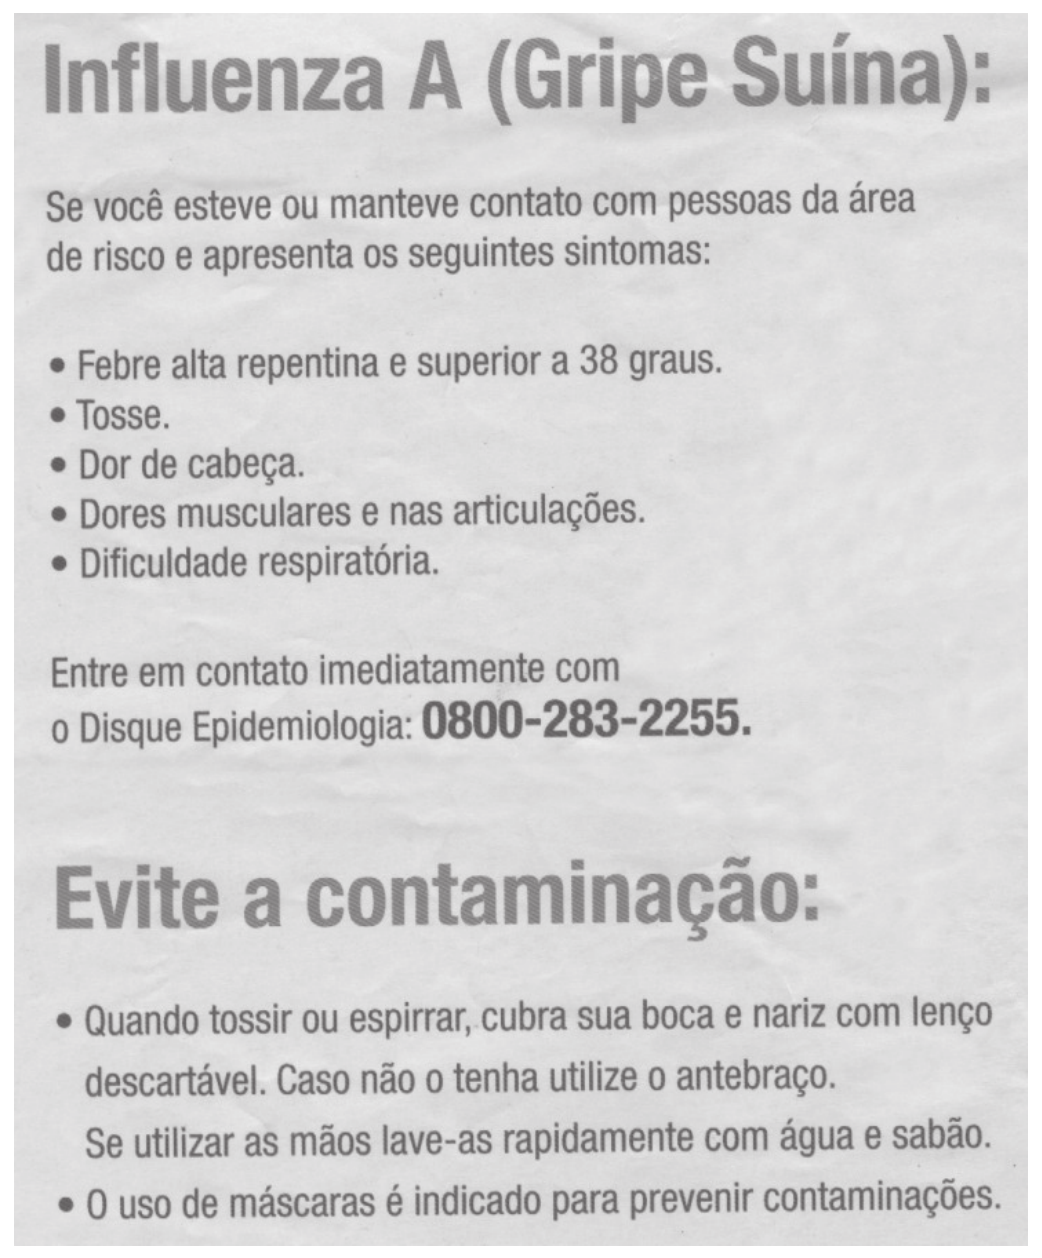 Influenza A (Gripe Suína):
Se você esteve ou manteve contato com pessoas da área
de risco e apresenta os seguintes sintomas:
• Febre alta repentina e superior a 38 graus.
• Tosse.
• Dor de cabeça.
• Dores musculares e nas articulações.
• Dificuldade respiratória.
Entre em contato imediatamente com
o Disque Epidemiologia: 0800-283-2255.
Evite a contaminação:
• Quando tossir ou espirrar, cubra sua boca e nariz com lenço
descartável. Caso não o tenha utilize o antebraço.
Se utilizar as mãos lave-as rapidamente com água e sabão.
• O uso de máscaras é indicado para prevenir contaminações.